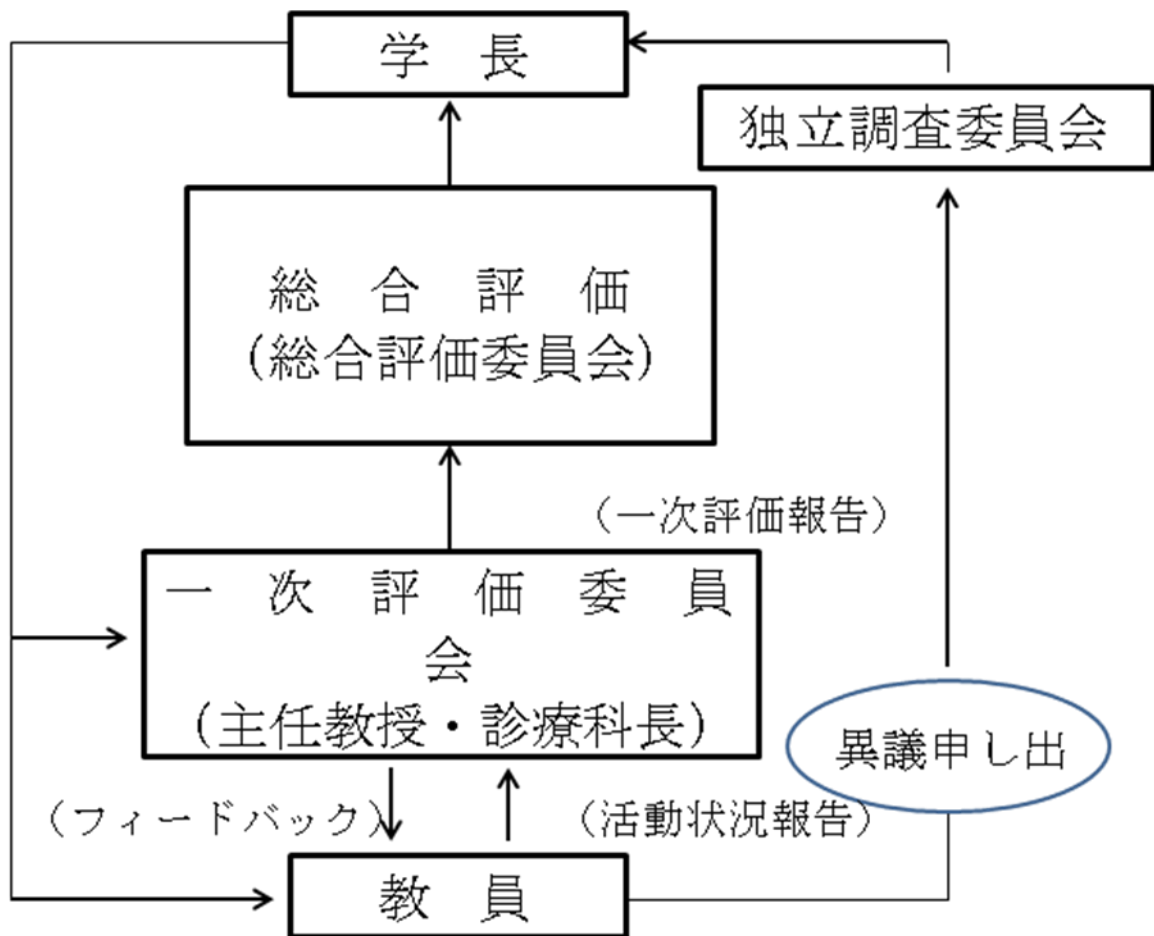 学　長
独立調査委員会
総　合　評　価
(総合評価委員会)
（一次評価報告）
一　次　評　価　委　員
会
(主任教授・診療科長)
異議申し出
（フィードバック）
（活動状況報告）
教　員